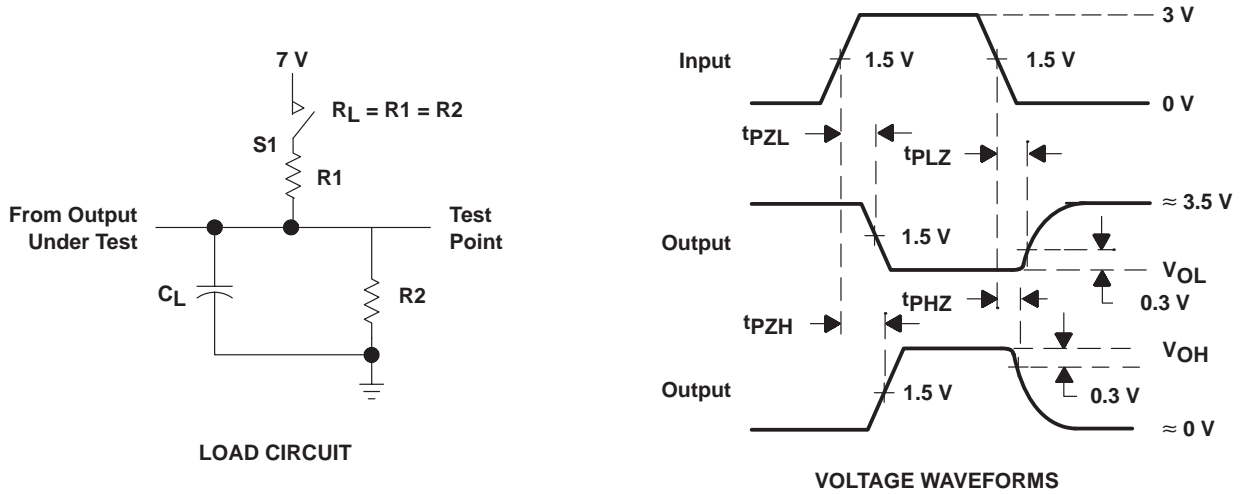 7 V
RL = R1 = R2
S1
R1
From Output
Under Test
Test
Point
CL
R2
LOAD CIRCUIT
3 V
Input
1.5 V
1.5 V
0 V
tPZL
tPLZ
≈ 3.5 V
Output
1.5 V
VOL
0.3 V
tPHZ
tPZH
VOH
Output
1.5 V
0.3 V
≈ 0 V
VOLTAGE WAVEFORMS